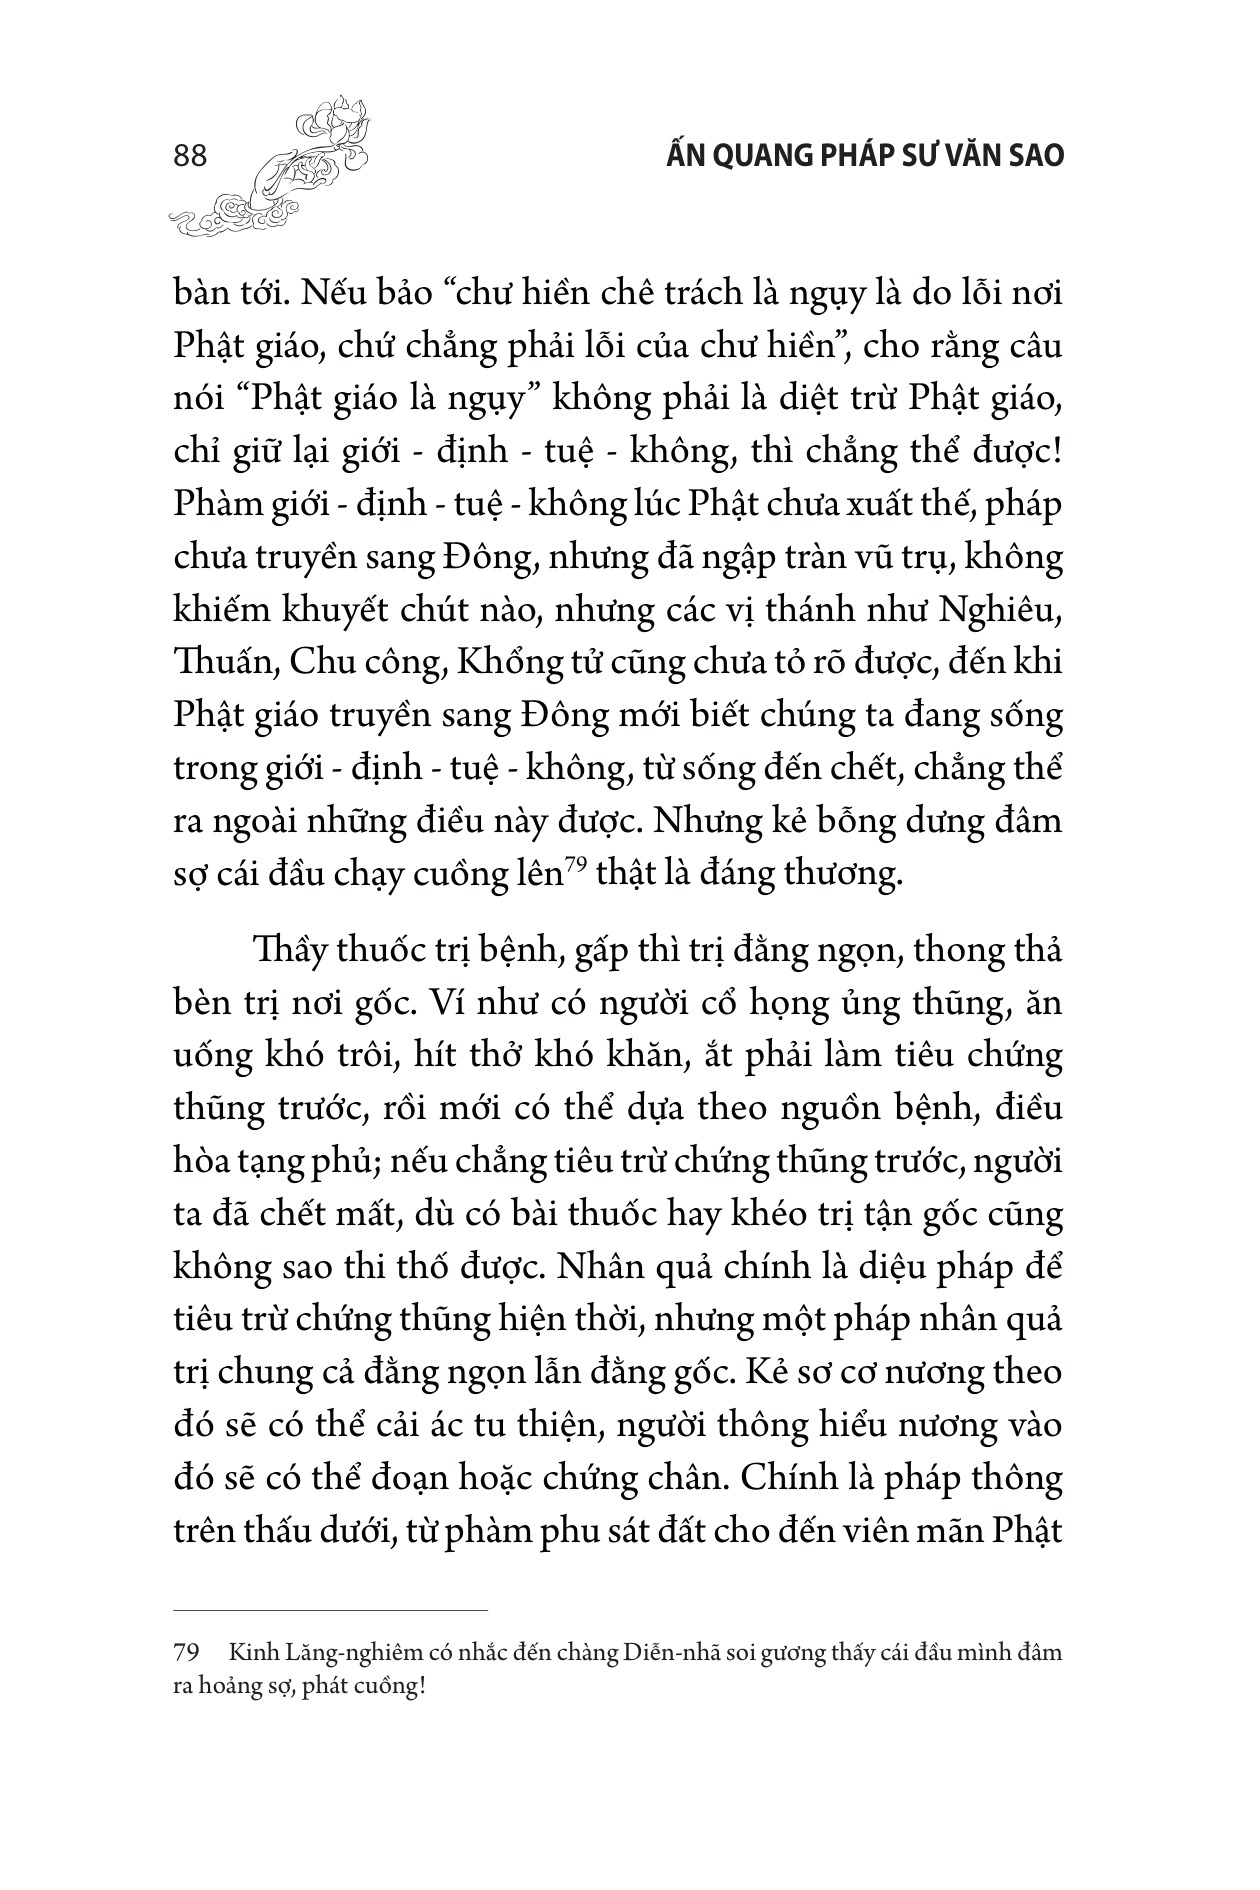 88
ẤN QUANG PHÁP SƯ VĂN SAO
bàn tới. Nếu bảo “chư hiền chê trách là ngụy là do lỗi nơi
Phật giáo, chứ chẳng phải lỗi của chư hiền”, cho rằng câu
nói “Phật giáo là ngụy” không phải là diệt trừ Phật giáo,
chỉ giữ lại giới - định - tuệ - không, thì chẳng thể được!
Phàm giới - định - tuệ - không lúc Phật chưa xuất thế, pháp
chưa truyền sang Đông, nhưng đã ngập tràn vũ trụ, không
khiếm khuyết chút nào, nhưng các vị thánh như Nghiêu,
Thuấn, Chu công, Khổng tử cũng chưa tỏ rõ được, đến khi
Phật giáo truyền sang Đông mới biết chúng ta đang sống
trong giới - định - tuệ - không, từ sống đến chết, chẳng thể
ra ngoài những điều này được. Nhưng kẻ bỗng dưng đâm
sợ cái đầu chạy cuồng lên79 thật là đáng thương.
Thầy thuốc trị bệnh, gấp thì trị đằng ngọn, thong thả
bèn trị nơi gốc. Ví như có người cổ họng ủng thũng, ăn
uống khó trôi, hít thở khó khăn, ắt phải làm tiêu chứng
thũng trước, rồi mới có thể dựa theo nguồn bệnh, điều
hòa tạng phủ; nếu chẳng tiêu trừ chứng thũng trước, người
ta đã chết mất, dù có bài thuốc hay khéo trị tận gốc cũng
không sao thi thố được. Nhân quả chính là diệu pháp để
tiêu trừ chứng thũng hiện thời, nhưng một pháp nhân quả
trị chung cả đằng ngọn lẫn đằng gốc. Kẻ sơ cơ nương theo
đó sẽ có thể cải ác tu thiện, người thông hiểu nương vào
đó sẽ có thể đoạn hoặc chứng chân. Chính là pháp thông
trên thấu dưới, từ phàm phu sát đất cho đến viên mãn Phật
79 Kinh Lăng-nghiêm có nhắc đến chàng Diễn-nhã soi gương thấy cái đầu mình đâm
ra hoảng sợ, phát cuồng!